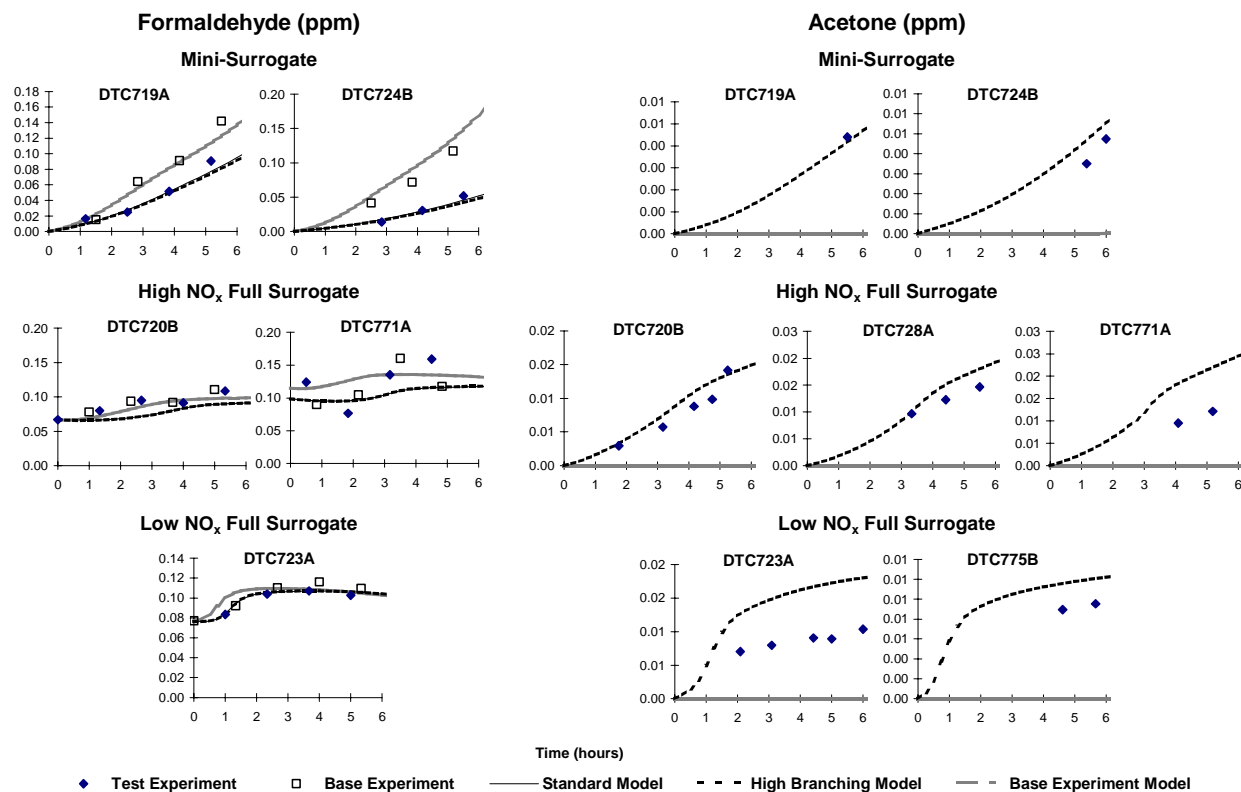 Formaldehyde (ppm)
Mini-Surrogate
DTC719A
0.18
0.16
0.14
0.12
0.10
0.08
0.06
0.04
0.02
0.00
0 1 2 3 4 5 6
DTC724B
0.20
0.15
0.10
0.05
0.00
0 1 2 3 4 5 6
High NOx Full Surrogate
DTC720B
0.20
0.15
0.10
0.05
0.00
0 1 2 3 4 5 6
DTC771A
0.20
0.15
0.10
0.05
0.00
0 1 2 3 4 5 6
Low NOx Full Surrogate
DTC723A
0.14
0.12
0.10
0.08
0.06
0.04
0.02
0.00
0 1 2 3 4 5 6
Acetone (ppm)
Mini-Surrogate
DTC719A
0.01
0.01
0.01
0.00
0.00
0.00
0.00
0.00
0 1 2 3 4 5 6
DTC724B
0.01
0.01
0.01
0.00
0.00
0.00
0.00
0.00
0 1 2 3 4 5 6
High NOx Full Surrogate
DTC720B
0.02
0.02
0.01
0.01
0.00
0 1 2 3 4 5 6
DTC728A
0.03
0.02
0.02
0.01
0.01
0.00
0 1 2 3 4 5 6
DTC771A
0.03
0.03
0.02
0.02
0.01
0.01
0.00
0 1 2 3 4 5 6
Low NOx Full Surrogate
DTC723A
0.02
0.01
0.01
0.00
0 1 2 3 4 5 6
DTC775B
0.01
0.01
0.01
0.01
0.01
0.00
0.00
0.00
0 1 2 3 4 5 6
Time (hours)
Test Experiment Base Experiment Standard Model High Branching Model Base Experiment Model